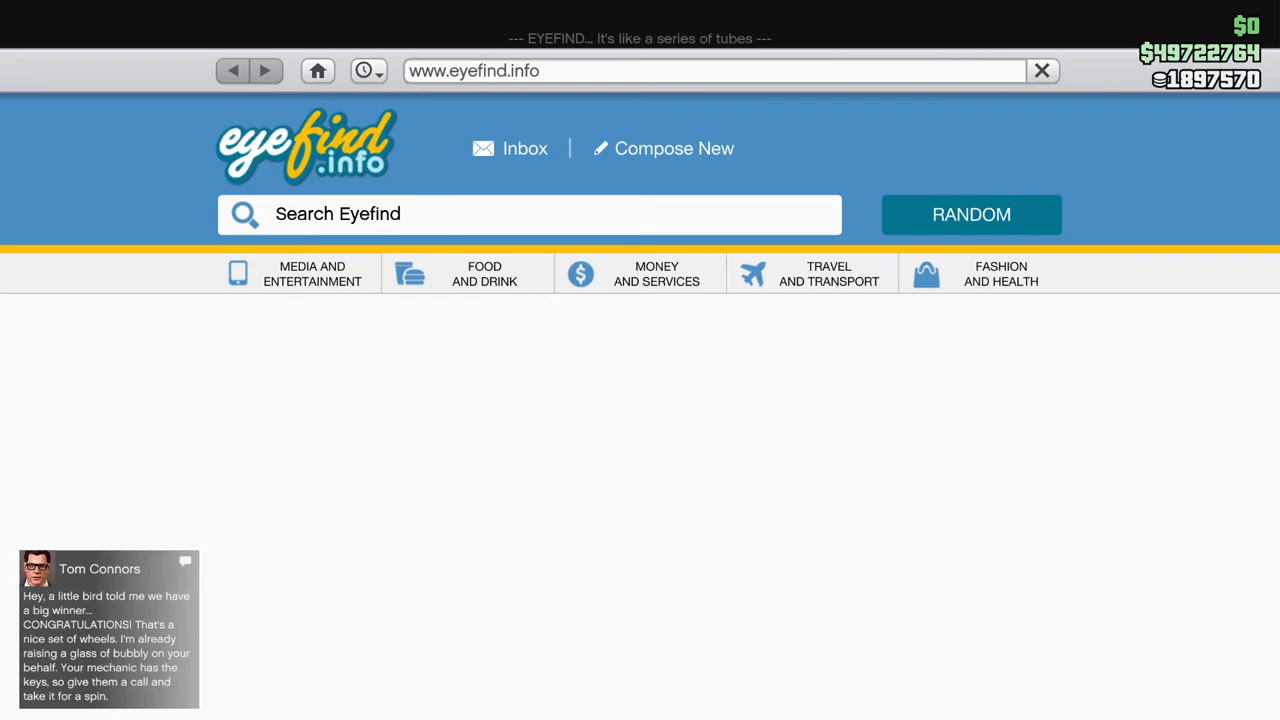 $0
--- EYEFIND... It's like a series of tubes ---
$49722764
www.eyefind.info
1897570
eyefind
.info
Inbox
Compose New
Search Eyefind
RANDOM
MEDIA AND
ENTERTAINMENT
FOOD
AND DRINK
MONEY
AND SERVICES
TRAVEL
AND TRANSPORT
FASHION
AND HEALTH
Tom Connors
Hey, a little bird told me we have
a big winner...
CONGRATULATIONS! That's a
nice set of wheels. I'm already
raising a glass of bubbly on your
behalf. Your mechanic has the
keys, so give them a call and
take it for a spin.